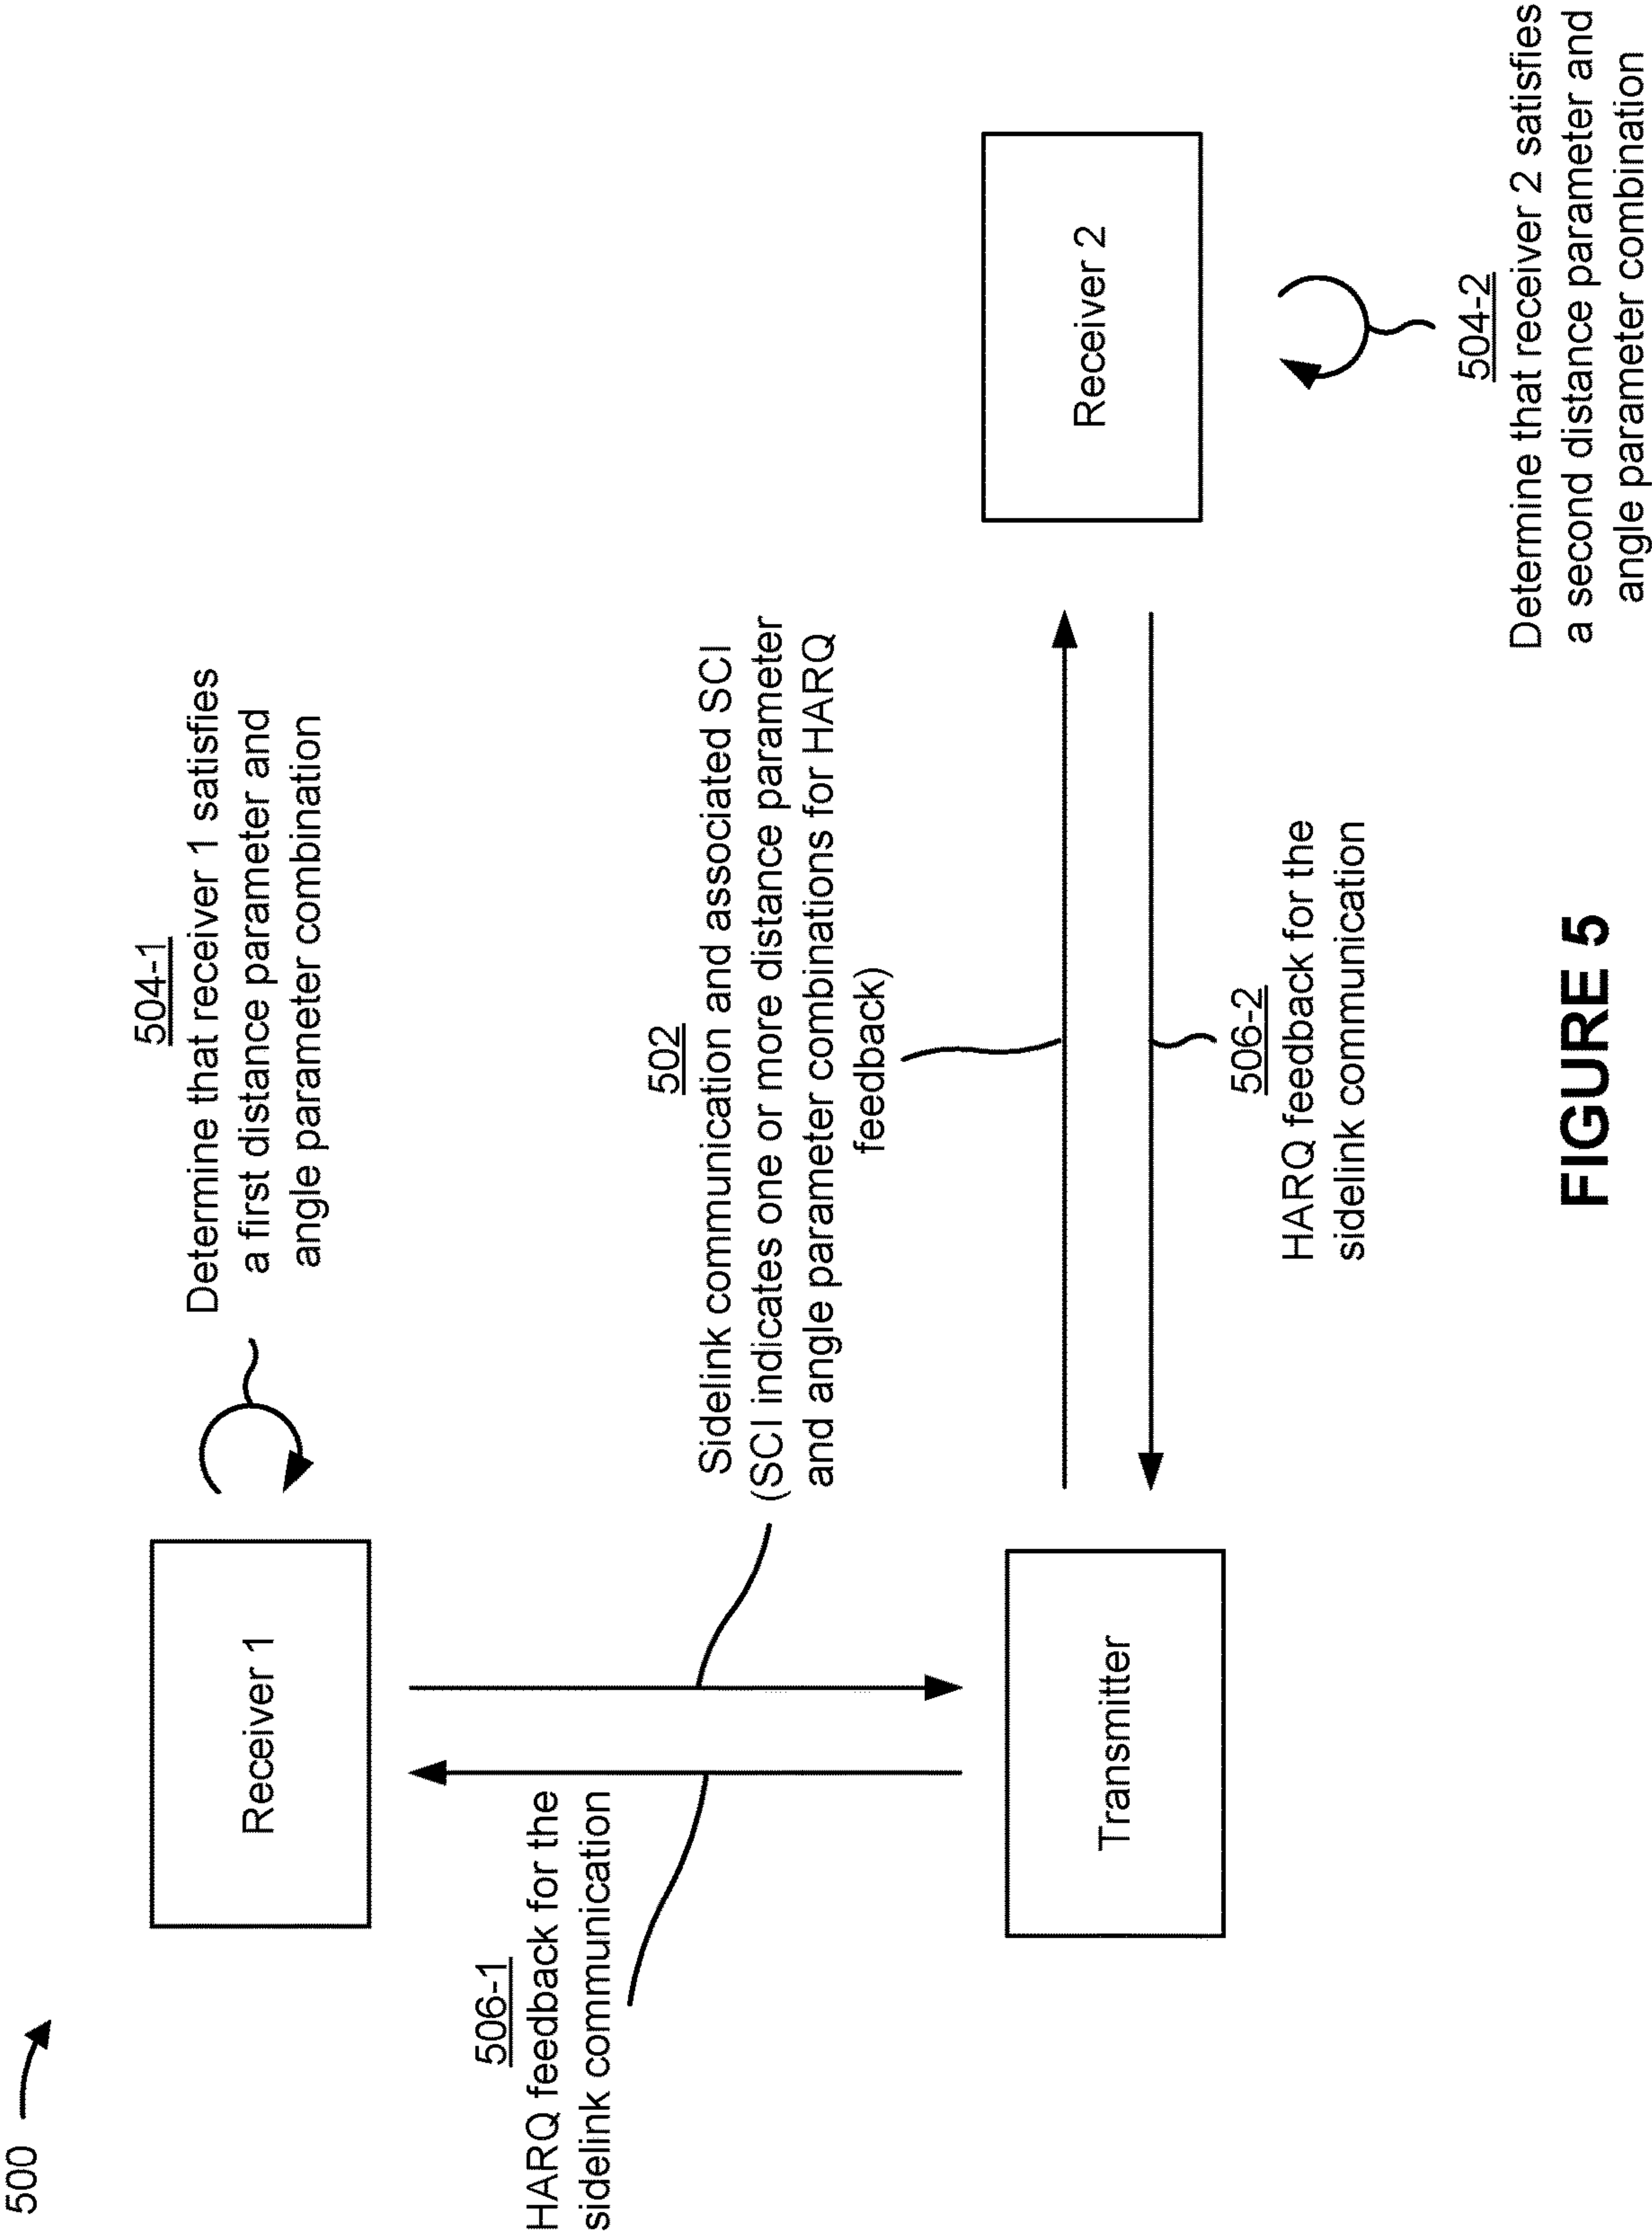 500
504-1
Determine that receiver 1 satisfies
a first distance parameter and
angle parameter combination
Receiver 1
506-1
HARQ feedback for the
sidelink communication
502
Sidelink communication and associated SCI
(SCI indicates one or more distance parameter
and angle parameter combinations for HARQ
feedback)
Transmitter
Receiver 2
506-2
HARQ feedback for the
sidelink communication
504-2
Determine that receiver 2 satisfies
a second distance parameter and
angle parameter combination
FIGURE 5